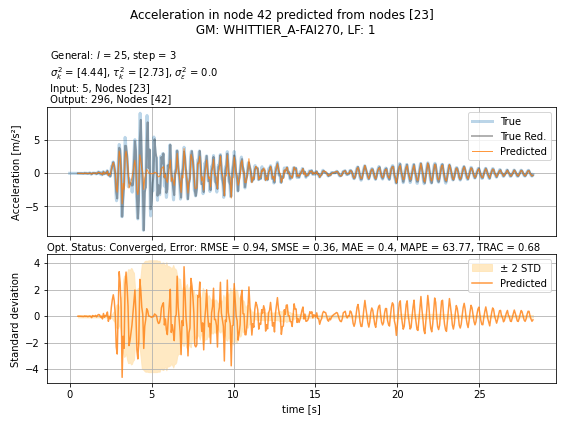 Acceleration in node 42 predicted from nodes [23]
GM: WHITTIER_A-FAI270, LF: 1
General: l = 25, step = 3
σ²ₖ = [4.44], τ²ₖ = [2.73], σ²ε = 0.0
Input: 5, Nodes [23]
Output: 296, Nodes [42]
Acceleration [m/s²]
5
0
−5
True
True Red.
Predicted
Opt. Status: Converged, Error: RMSE = 0.94, SMSE = 0.36, MAE = 0.4, MAPE = 63.77, TRAC = 0.68
Standard deviation
4
2
0
−2
−4
± 2 STD
Predicted
0 5 10 15 20 25
time [s]